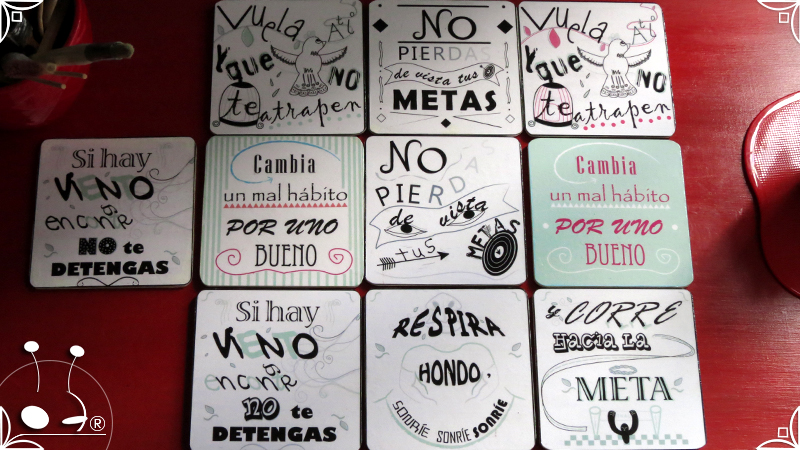 Vuela
Alto
Y que
NO
te atrapen
NO
PIERDAS
de vista tus
METAS
Vuela
Alto
Y que
NO
te atrapen
Si hay
VIENTO
en contra
NO te
DETENGAS
Cambia
un mal hábito
POR UNO
BUENO
NO
PIERDAS
de vista
tus METAS
Cambia
un mal hábito
POR UNO
BUENO
Si hay
VIENTO
en contra
NO te
DETENGAS
RESPIRA
HONDO,
SONRÍE SONRÍE SONRÍE
y CORRE
HACIA LA
META
®